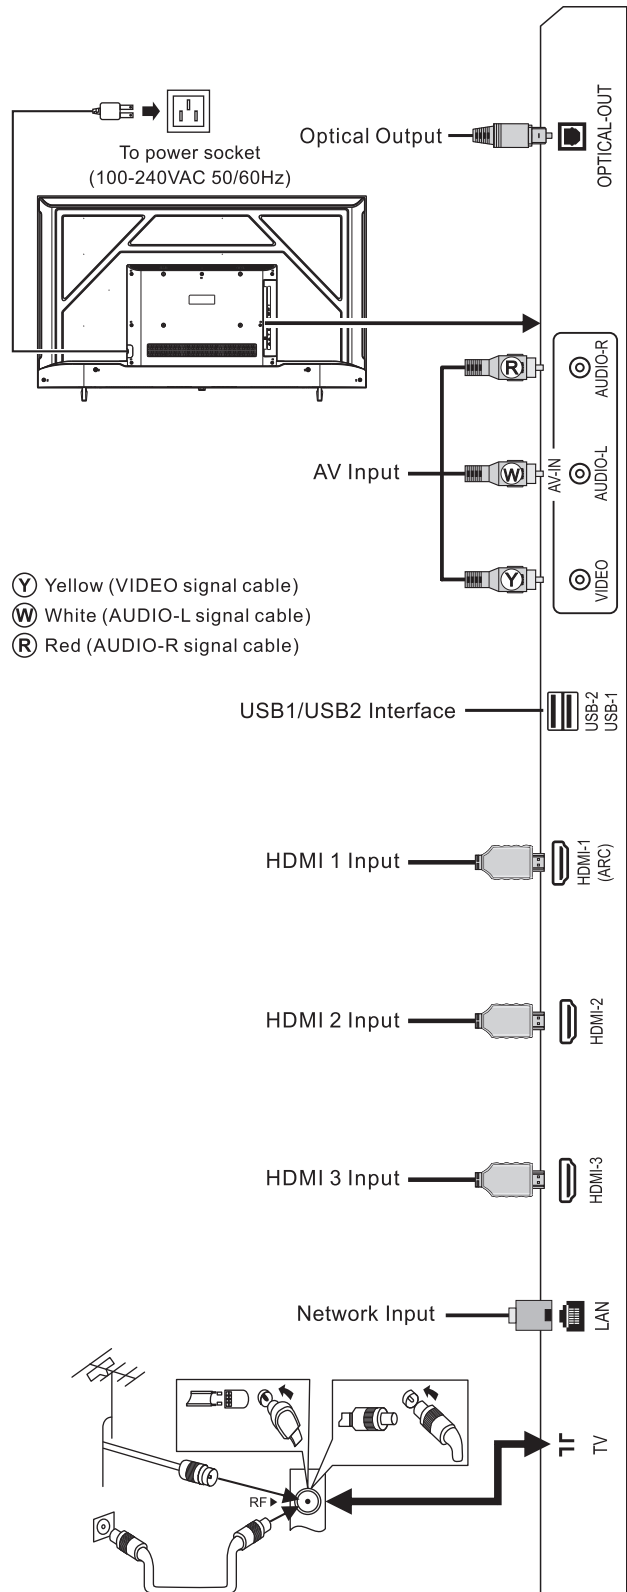 Optical Output
OPTICAL-OUT
To power socket
(100-240VAC 50/60Hz)
R
AUDIO-R
AV Input
W
AV-IN
AUDIO-L
Y
VIDEO
Y Yellow (VIDEO signal cable)
W White (AUDIO-L signal cable)
R Red (AUDIO-R signal cable)
USB1/USB2 Interface
USB-2
USB-1
HDMI 1 Input
HDMI-1
(ARC)
HDMI 2 Input
HDMI-2
HDMI 3 Input
HDMI-3
Network Input
LAN
TV
RF